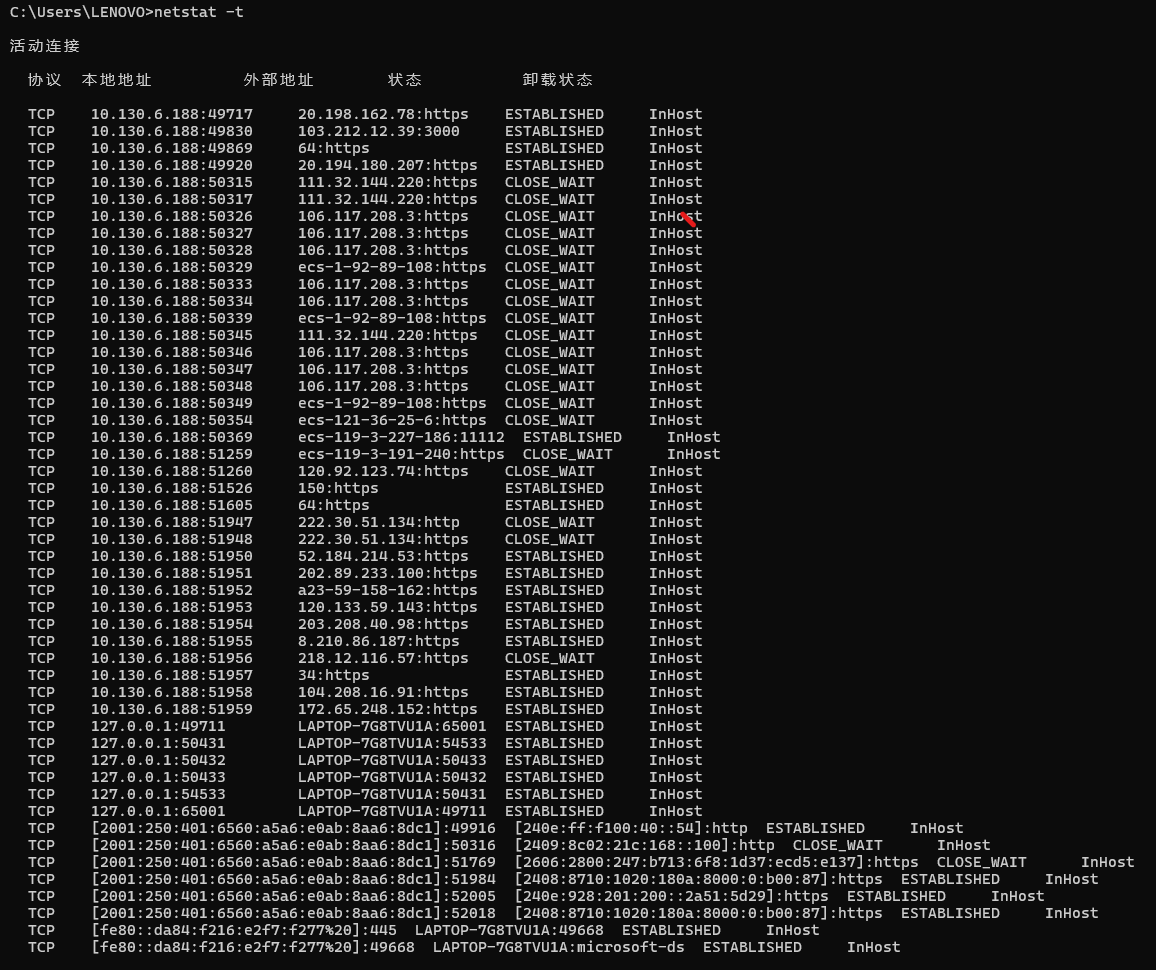 C:\Users\LENOVO>netstat -t
活动连接
协议 本地地址 外部地址 状态 卸载状态
TCP 10.130.6.188:49717 20.198.162.78:https ESTABLISHED InHost
TCP 10.130.6.188:49830 103.212.12.39:3000 ESTABLISHED InHost
TCP 10.130.6.188:49869 64:https ESTABLISHED InHost
TCP 10.130.6.188:49920 20.194.180.207:https ESTABLISHED InHost
TCP 10.130.6.188:50315 111.32.144.220:https CLOSE_WAIT InHost
TCP 10.130.6.188:50317 111.32.144.220:https CLOSE_WAIT InHost
TCP 10.130.6.188:50326 106.117.208.3:https CLOSE_WAIT InHost
TCP 10.130.6.188:50327 106.117.208.3:https CLOSE_WAIT InHost
TCP 10.130.6.188:50328 106.117.208.3:https CLOSE_WAIT InHost
TCP 10.130.6.188:50329 ecs-1-92-89-108:https CLOSE_WAIT InHost
TCP 10.130.6.188:50333 106.117.208.3:https CLOSE_WAIT InHost
TCP 10.130.6.188:50334 106.117.208.3:https CLOSE_WAIT InHost
TCP 10.130.6.188:50339 ecs-1-92-89-108:https CLOSE_WAIT InHost
TCP 10.130.6.188:50345 111.32.144.220:https CLOSE_WAIT InHost
TCP 10.130.6.188:50346 106.117.208.3:https CLOSE_WAIT InHost
TCP 10.130.6.188:50347 106.117.208.3:https CLOSE_WAIT InHost
TCP 10.130.6.188:50348 106.117.208.3:https CLOSE_WAIT InHost
TCP 10.130.6.188:50349 ecs-1-92-89-108:https CLOSE_WAIT InHost
TCP 10.130.6.188:50354 ecs-121-36-25-6:https CLOSE_WAIT InHost
TCP 10.130.6.188:50369 ecs-119-3-227-186:11112 ESTABLISHED InHost
TCP 10.130.6.188:51259 ecs-119-3-191-240:https CLOSE_WAIT InHost
TCP 10.130.6.188:51260 120.92.123.74:https CLOSE_WAIT InHost
TCP 10.130.6.188:51526 150:https ESTABLISHED InHost
TCP 10.130.6.188:51605 64:https ESTABLISHED InHost
TCP 10.130.6.188:51947 222.30.51.134:http CLOSE_WAIT InHost
TCP 10.130.6.188:51948 222.30.51.134:https CLOSE_WAIT InHost
TCP 10.130.6.188:51950 52.184.214.53:https ESTABLISHED InHost
TCP 10.130.6.188:51951 202.89.233.100:https ESTABLISHED InHost
TCP 10.130.6.188:51952 a23-59-158-162:https ESTABLISHED InHost
TCP 10.130.6.188:51953 120.133.59.143:https ESTABLISHED InHost
TCP 10.130.6.188:51954 203.208.40.98:https ESTABLISHED InHost
TCP 10.130.6.188:51955 8.210.86.187:https ESTABLISHED InHost
TCP 10.130.6.188:51956 218.12.116.57:https CLOSE_WAIT InHost
TCP 10.130.6.188:51957 34:https ESTABLISHED InHost
TCP 10.130.6.188:51958 104.208.16.91:https ESTABLISHED InHost
TCP 10.130.6.188:51959 172.65.248.152:https ESTABLISHED InHost
TCP 127.0.0.1:49711 LAPTOP-7G8TVU1A:65001 ESTABLISHED InHost
TCP 127.0.0.1:50431 LAPTOP-7G8TVU1A:54533 ESTABLISHED InHost
TCP 127.0.0.1:50432 LAPTOP-7G8TVU1A:50433 ESTABLISHED InHost
TCP 127.0.0.1:50433 LAPTOP-7G8TVU1A:50432 ESTABLISHED InHost
TCP 127.0.0.1:54533 LAPTOP-7G8TVU1A:50431 ESTABLISHED InHost
TCP 127.0.0.1:65001 LAPTOP-7G8TVU1A:49711 ESTABLISHED InHost
TCP [2001:250:401:6560:a5a6:e0ab:8aa6:8dc1]:49916 [240e:ff:f100:40::54]:http ESTABLISHED InHost
TCP [2001:250:401:6560:a5a6:e0ab:8aa6:8dc1]:50316 [2409:8c02:21c:168::100]:http CLOSE_WAIT InHost
TCP [2001:250:401:6560:a5a6:e0ab:8aa6:8dc1]:51769 [2606:2800:247:b713:6f8:1d37:ecd5:e137]:https CLOSE_WAIT InHost
TCP [2001:250:401:6560:a5a6:e0ab:8aa6:8dc1]:51984 [2408:8710:1020:180a:8000:0:b00:87]:https ESTABLISHED InHost
TCP [2001:250:401:6560:a5a6:e0ab:8aa6:8dc1]:52005 [240e:928:201:200::2a51:5d29]:https ESTABLISHED InHost
TCP [2001:250:401:6560:a5a6:e0ab:8aa6:8dc1]:52018 [2408:8710:1020:180a:8000:0:b00:87]:https ESTABLISHED InHost
TCP [fe80::da84:f216:e2f7:f277%20]:445 LAPTOP-7G8TVU1A:49668 ESTABLISHED InHost
TCP [fe80::da84:f216:e2f7:f277%20]:49668 LAPTOP-7G8TVU1A:microsoft-ds ESTABLISHED InHost